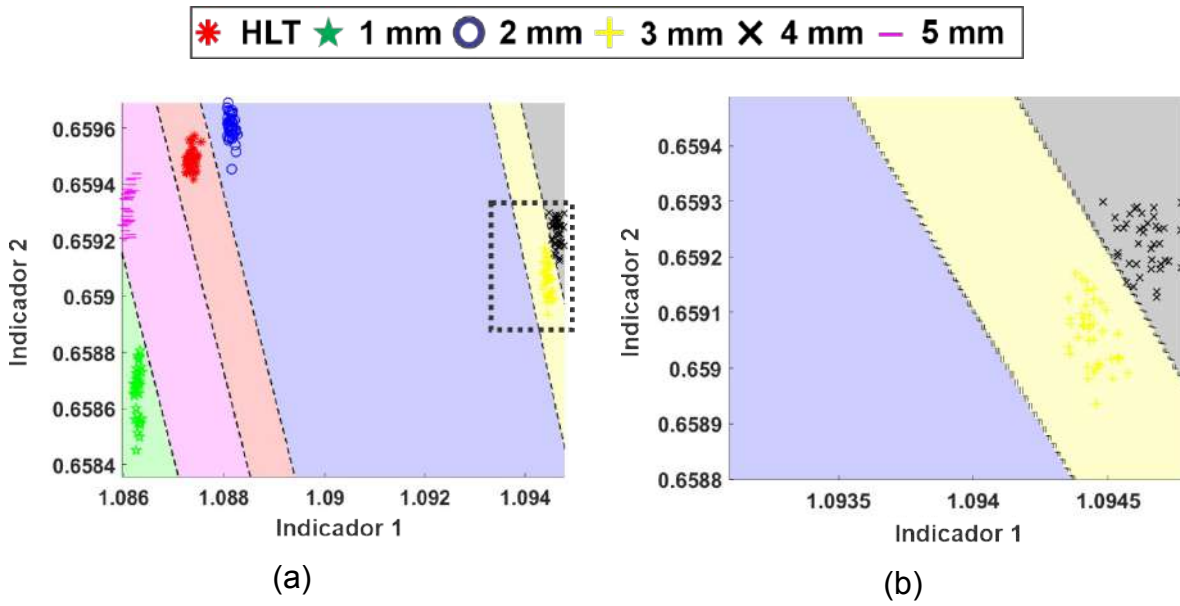 HLT 1 mm 2 mm 3 mm 4 mm 5 mm
Indicador 2
0.6596
0.6594
0.6592
0.659
0.6588
0.6586
0.6584
1.086 1.088 1.09 1.092 1.094
Indicador 1
(a)
Indicador 2
0.6594
0.6593
0.6592
0.6591
0.659
0.6589
0.6588
1.0935 1.094 1.0945
Indicador 1
(b)